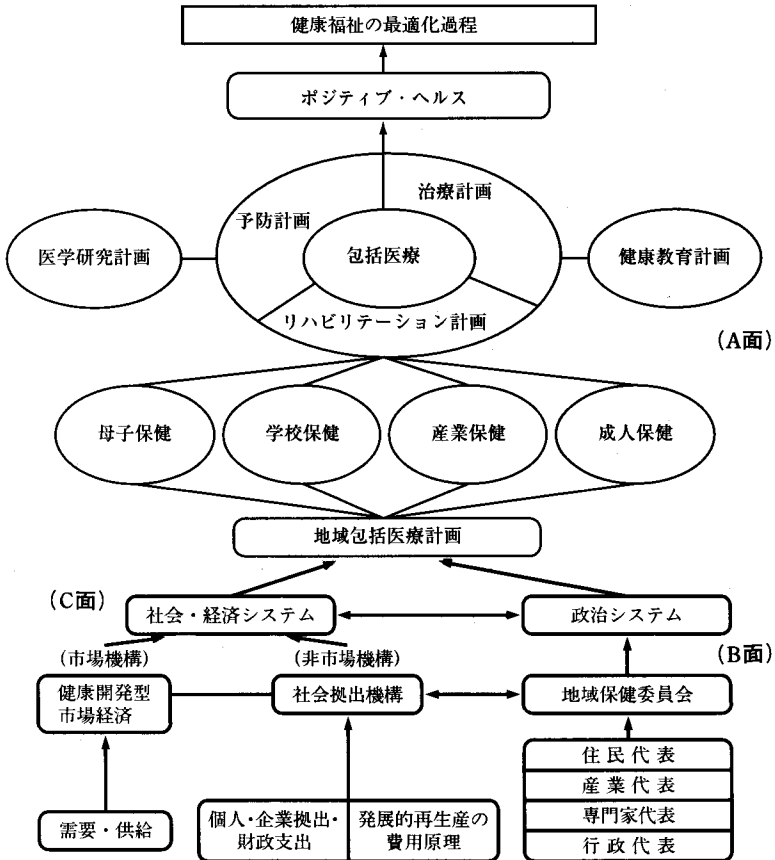 健康福祉の最適化過程
ポジティブ・ヘルス
治療計画
予防計画
医学研究計画
包括医療
健康教育計画
リハビリテーション計画
(A面)
母子保健
学校保健
産業保健
成人保健
地域包括医療計画
(C面)
社会・経済システム
政治システム
(市場機構)
(非市場機構)
(B面)
健康開発型
市場経済
社会拠出機構
地域保健委員会
住民代表
産業代表
専門家代表
行政代表
需要・供給
個人・企業拠出・
財政支出
発展的再生産の
費用原理